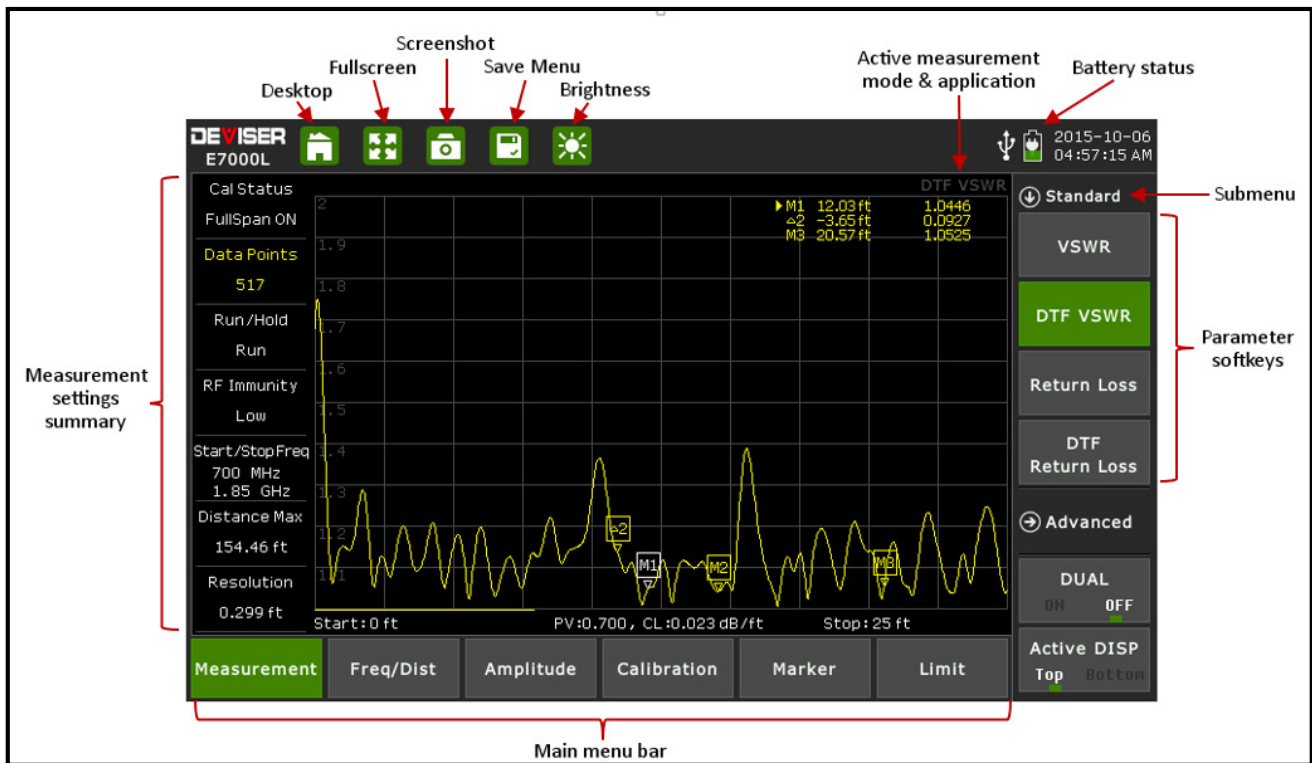 Screenshot
Fullscreen
Save Menu
Desktop
Brightness
Active measurement
mode & application
Battery status
DEVISER
E7000L
2015-10-06
04:57:15 AM
Cal Status
FullSpan ON
Data Points
517
Run/Hold
Run
RF Immunity
Low
Start/StopFreq
700 MHz
1.85 GHz
Distance Max
154.46 ft
Resolution
0.299 ft
Measurement
settings
summary
DTF VSWR
M1 12.03 ft 1.0446
△2 -3.65 ft 0.0927
M3 20.57 ft 1.0525
2
1.9
1.8
1.7
1.6
1.5
1.4
1.3
1.2
1.1
△2
M1
M2
M3
Start: 0 ft PV:0.700, CL:0.023 dB/ft Stop: 25 ft
Standard
Submenu
VSWR
DTF VSWR
Return Loss
DTF
Return Loss
Parameter
softkeys
Advanced
DUAL
ON OFF
Active DISP
Top Bottom
Measurement Freq/Dist Amplitude Calibration Marker Limit
Main menu bar